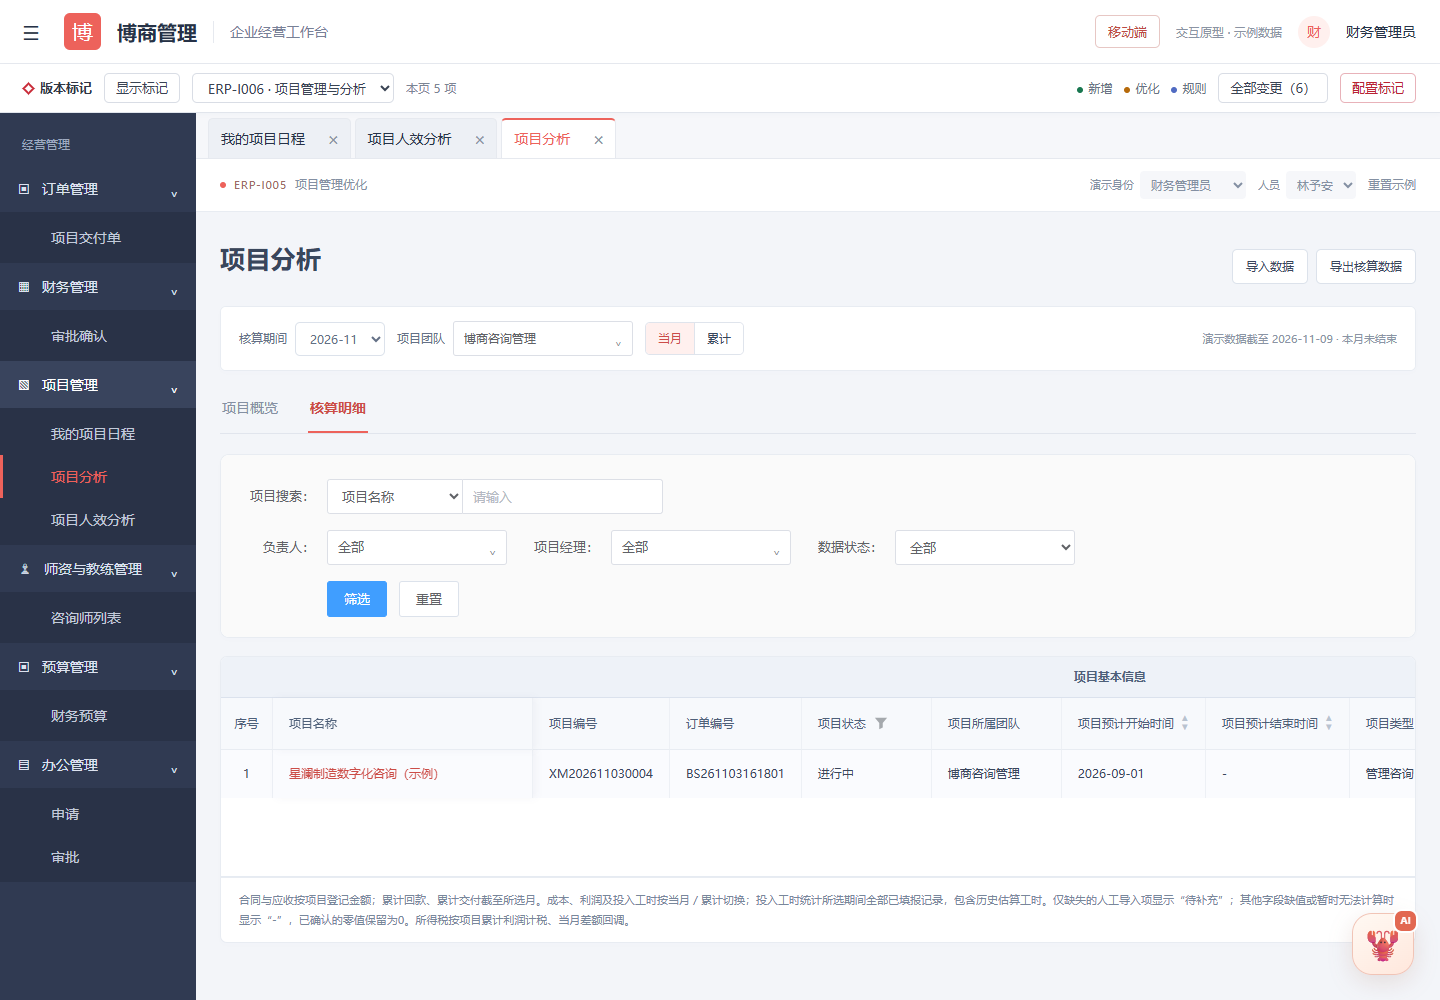 ☰ 博 博商管理 企业经营工作台 移动端 交互原型 · 示例数据 财 财务管理员
版本标记 显示标记 ERP-I006 · 项目管理与分析 本页 5 项 新增 优化 规则 全部变更（6） 配置标记
经营管理
订单管理
项目交付单
财务管理
审批确认
项目管理
我的项目日程
项目分析
项目人效分析
师资与教练管理
咨询师列表
预算管理
财务预算
办公管理
申请
审批
我的项目日程 × 项目人效分析 × 项目分析 ×
ERP-I005 项目管理优化 演示身份 财务管理员 人员 林予安 重置示例
项目分析 导入数据 导出核算数据
核算期间 2026-11 项目团队 博商咨询管理 当月 累计 演示数据截至 2026-11-09 · 本月未结束
项目概览 核算明细
项目搜索： 项目名称 请输入
负责人： 全部 项目经理： 全部 数据状态： 全部
筛选 重置
项目基本信息
序号 项目名称 项目编号 订单编号 项目状态 项目所属团队 项目预计开始时间 项目预计结束时间 项目类型
1 星澜制造数字化咨询（示例） XM202611030004 BS261103161801 进行中 博商咨询管理 2026-09-01 - 管理咨询
合同与应收按项目登记金额；累计回款、累计交付截至所选月。成本、利润及投入工时按当月 / 累计切换；投入工时统计所选期间全部已填报记录，包含历史估算工时。仅缺失的人工导入项显示“待补充”；其他字段缺值或暂时无法计算时
显示“-”，已确认的零值保留为0。所得税按项目累计利润计税、当月差额回调。
AI